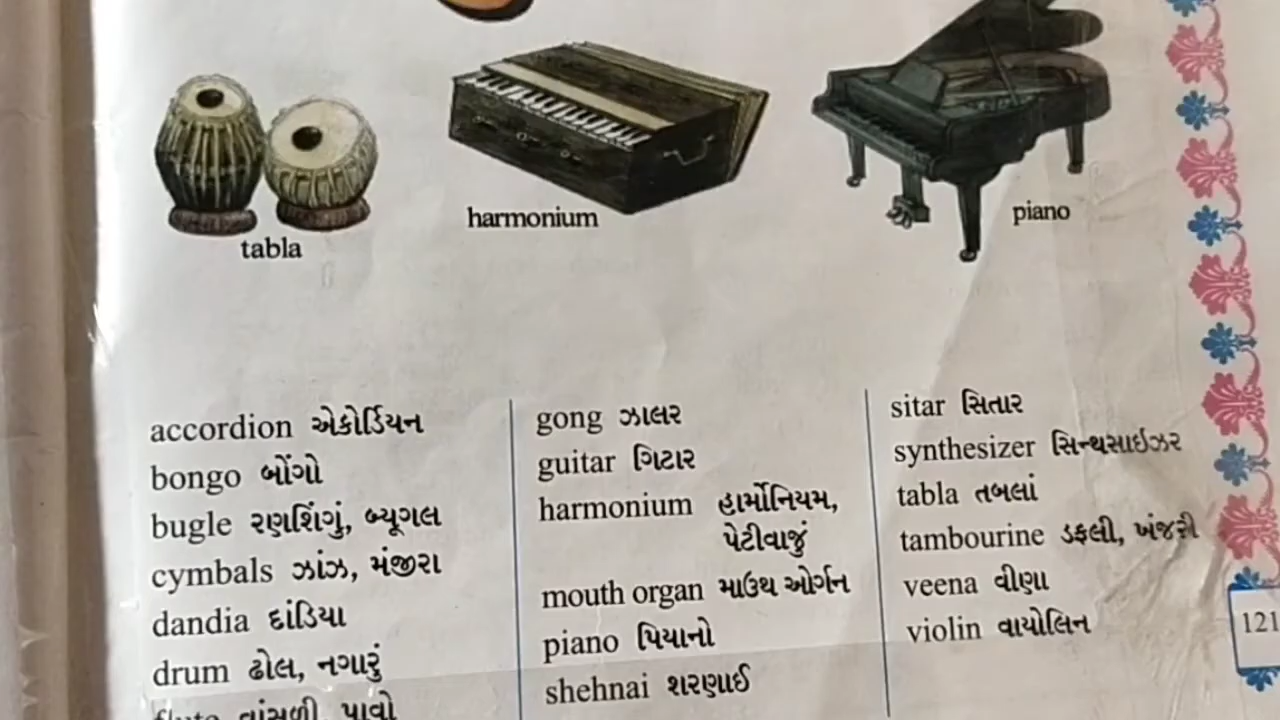 tabla
harmonium
piano
accordion એકોર્ડિયન
bongo બોંગો
bugle રણશિંગું, બ્યૂગલ
cymbals ઝાંઝ, મંજીરા
dandia દાંડિયા
drum ઢોલ, નગારું
gong ઝાલર
guitar ગિટાર
harmonium હાર્મોનિયમ,
પેટીવાજું
mouth organ માઉથ ઓર્ગન
piano પિયાનો
shehnai શરણાઈ
sitar સિતાર
synthesizer સિન્થસાઈઝર
tabla તબલાં
tambourine ડફલી, ખંજરી
veena વીણા
violin વાયોલિન
121